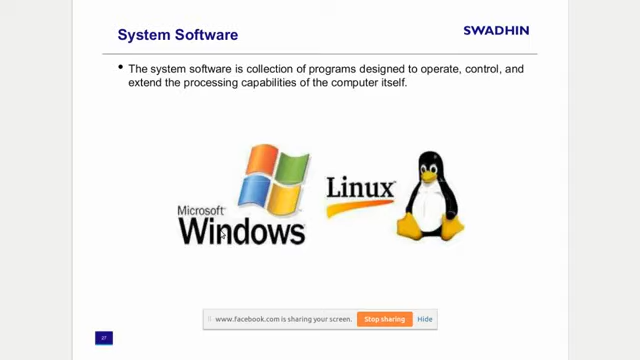 System Software
SWADHIN
• The system software is collection of programs designed to operate, control, and
extend the processing capabilities of the computer itself.
Microsoft
Windows
Linux
www.facebook.com is sharing your screen. Stop sharing Hide
27